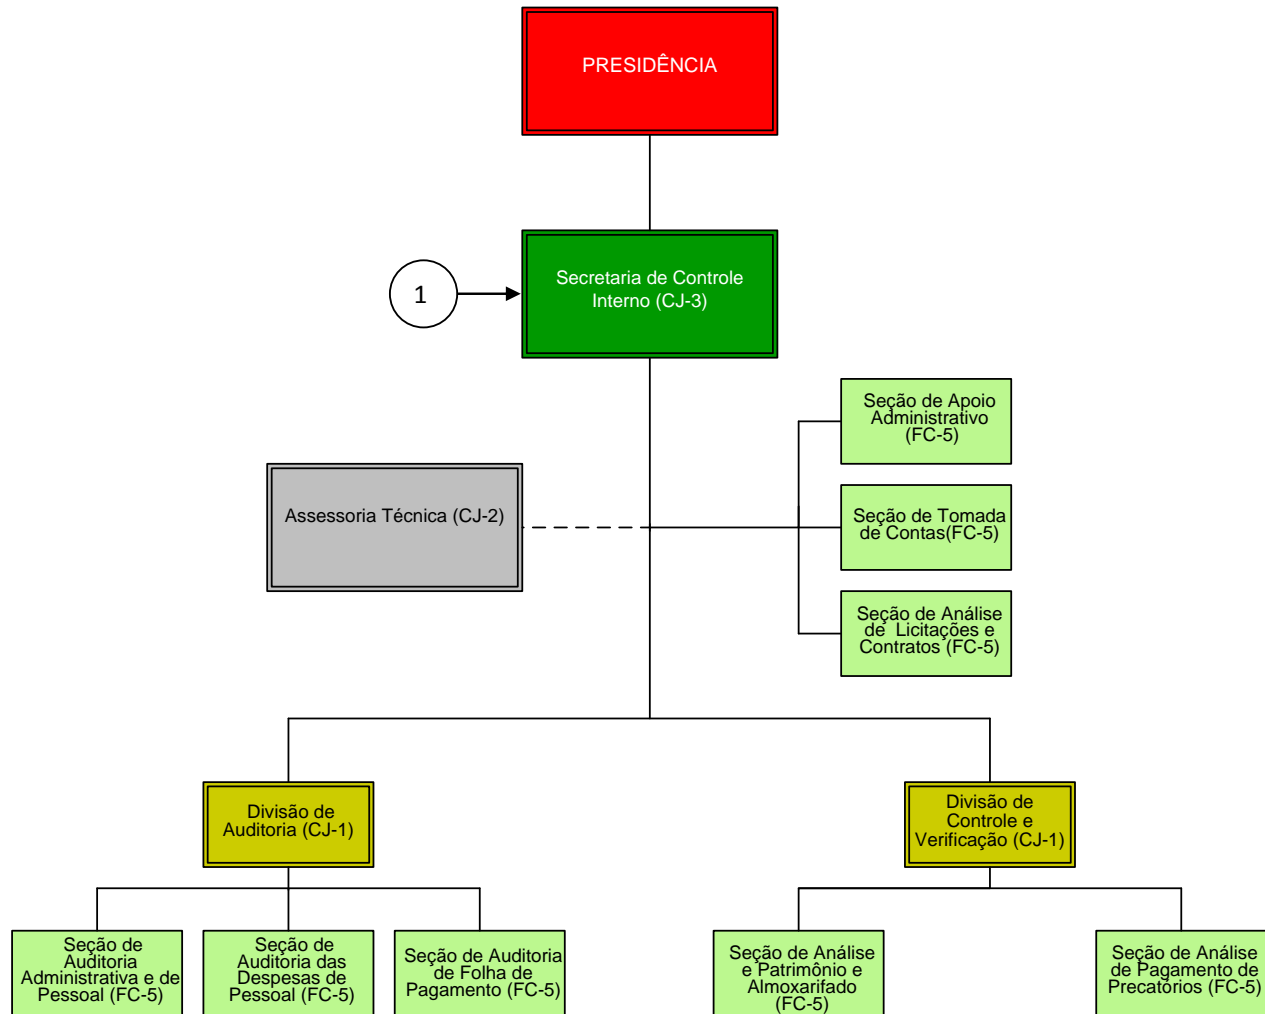 PRESIDÊNCIA
1
Secretaria de Controle
Interno (CJ-3)
Seção de Apoio
Administrativo
(FC-5)
Assessoria Técnica (CJ-2)
Seção de Tomada
de Contas(FC-5)
Seção de Análise
de Licitações e
Contratos (FC-5)
Divisão de
Auditoria (CJ-1)
Divisão de
Controle e
Verificação (CJ-1)
Seção de
Auditoria
Administrativa e de
Pessoal (FC-5)
Seção de
Auditoria das
Despesas de
Pessoal (FC-5)
Seção de Auditoria
de Folha de
Pagamento (FC-5)
Seção de Análise
e Patrimônio e
Almoxarifado
(FC-5)
Seção de Análise
de Pagamento de
Precatórios (FC-5)